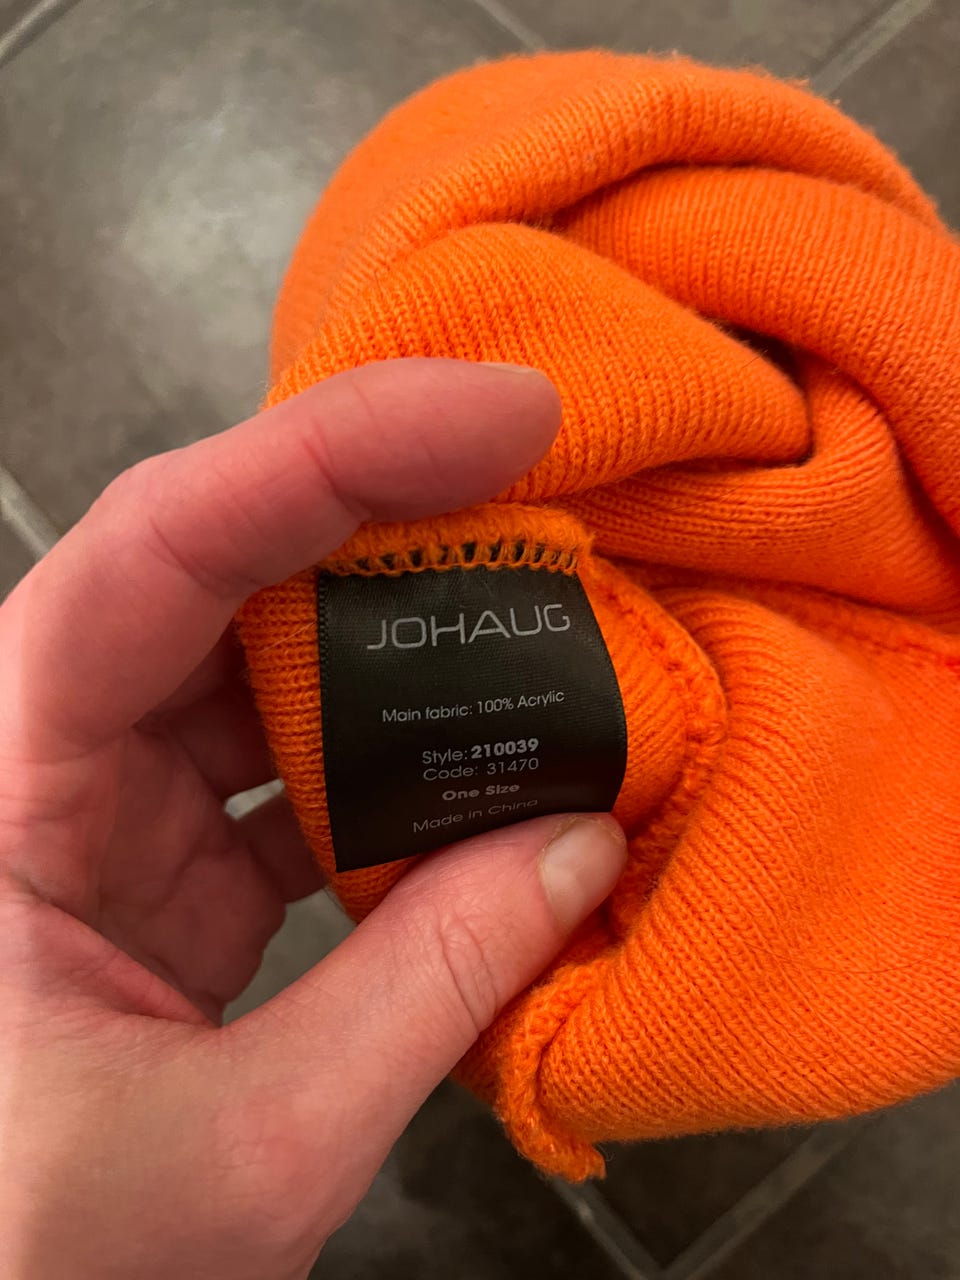 JOHAUG
Main fabric: 100% Acrylic
Style: 210039
Code: 31470
One Size
Made in China